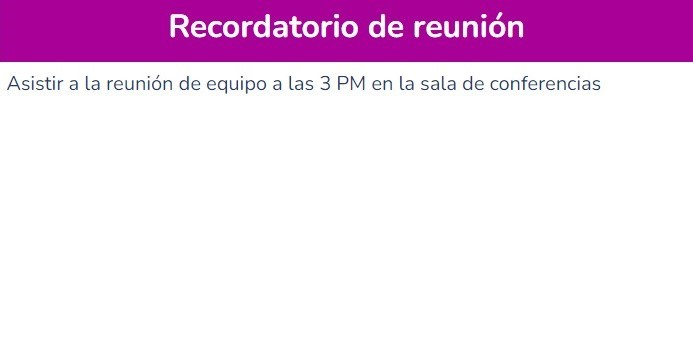 Recordatorio de reunión
Asistir a la reunión de equipo a las 3 PM en la sala de conferencias